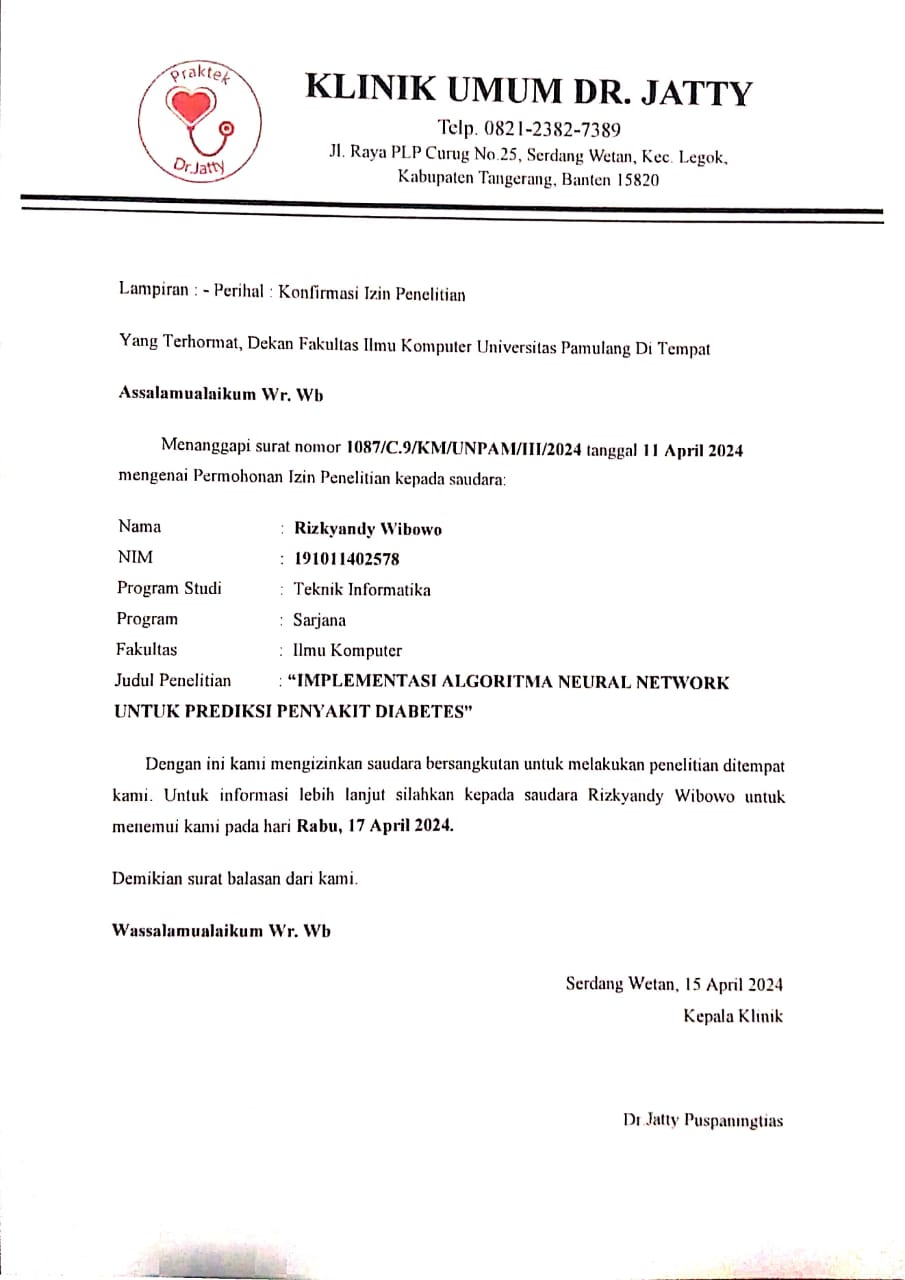 Praktek
Dr.Jatty
KLINIK UMUM DR. JATTY
Telp. 0821-2382-7389
Jl. Raya PLP Curug No.25, Serdang Wetan, Kec. Legok,
Kabupaten Tangerang, Banten 15820
Lampiran : - Perihal : Konfirmasi Izin Penelitian
Yang Terhormat, Dekan Fakultas Ilmu Komputer Universitas Pamulang Di Tempat
Assalamualaikum Wr. Wb
Menanggapi surat nomor 1087/C.9/KM/UNPAM/III/2024 tanggal 11 April 2024
mengenai Permohonan Izin Penelitian kepada saudara:
Nama : Rizkyandy Wibowo
NIM : 191011402578
Program Studi : Teknik Informatika
Program : Sarjana
Fakultas : Ilmu Komputer
Judul Penelitian : “IMPLEMENTASI ALGORITMA NEURAL NETWORK
UNTUK PREDIKSI PENYAKIT DIABETES”
Dengan ini kami mengizinkan saudara bersangkutan untuk melakukan penelitian ditempat
kami. Untuk informasi lebih lanjut silahkan kepada saudara Rizkyandy Wibowo untuk
menemui kami pada hari Rabu, 17 April 2024.
Demikian surat balasan dari kami.
Wassalamualaikum Wr. Wb
Serdang Wetan, 15 April 2024
Kepala Klinik
Dr Jatty Puspaningtias